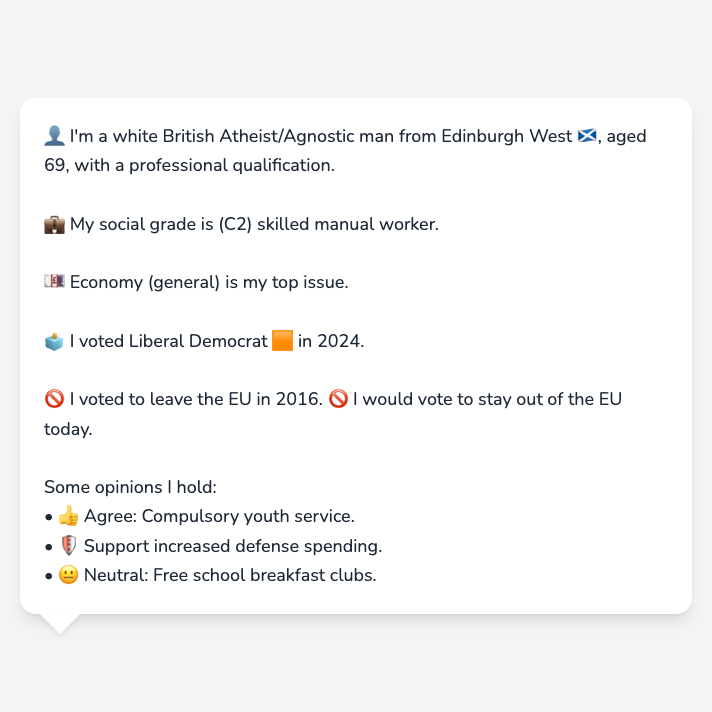 👤 I'm a white British Atheist/Agnostic man from Edinburgh West 🏴󠁧󠁢󠁳󠁣󠁴󠁿, aged
69, with a professional qualification.
💼 My social grade is (C2) skilled manual worker.
💷 Economy (general) is my top issue.
🗳️ I voted Liberal Democrat 🟧 in 2024.
🚫 I voted to leave the EU in 2016. 🚫 I would vote to stay out of the EU
today.
Some opinions I hold:
• 👍 Agree: Compulsory youth service.
• 🛡️ Support increased defense spending.
• 😐 Neutral: Free school breakfast clubs.